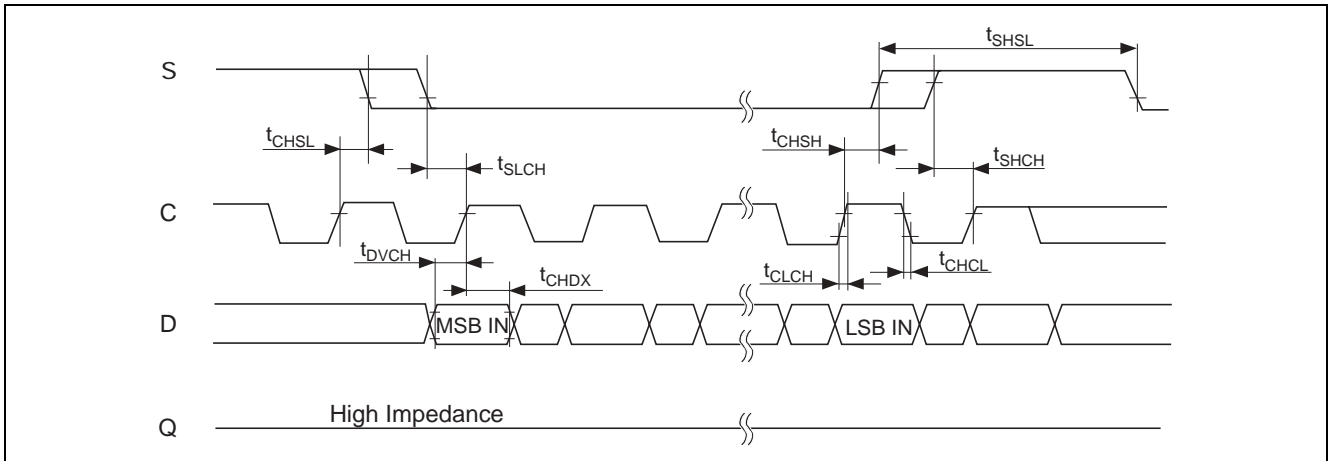 tSHSL
S
tCHSL
tCHSH
tSLCH
tSHCH
C
tDVCH
tCHDX
tCLCH
tCHCL
D
MSB IN
LSB IN
High Impedance
Q